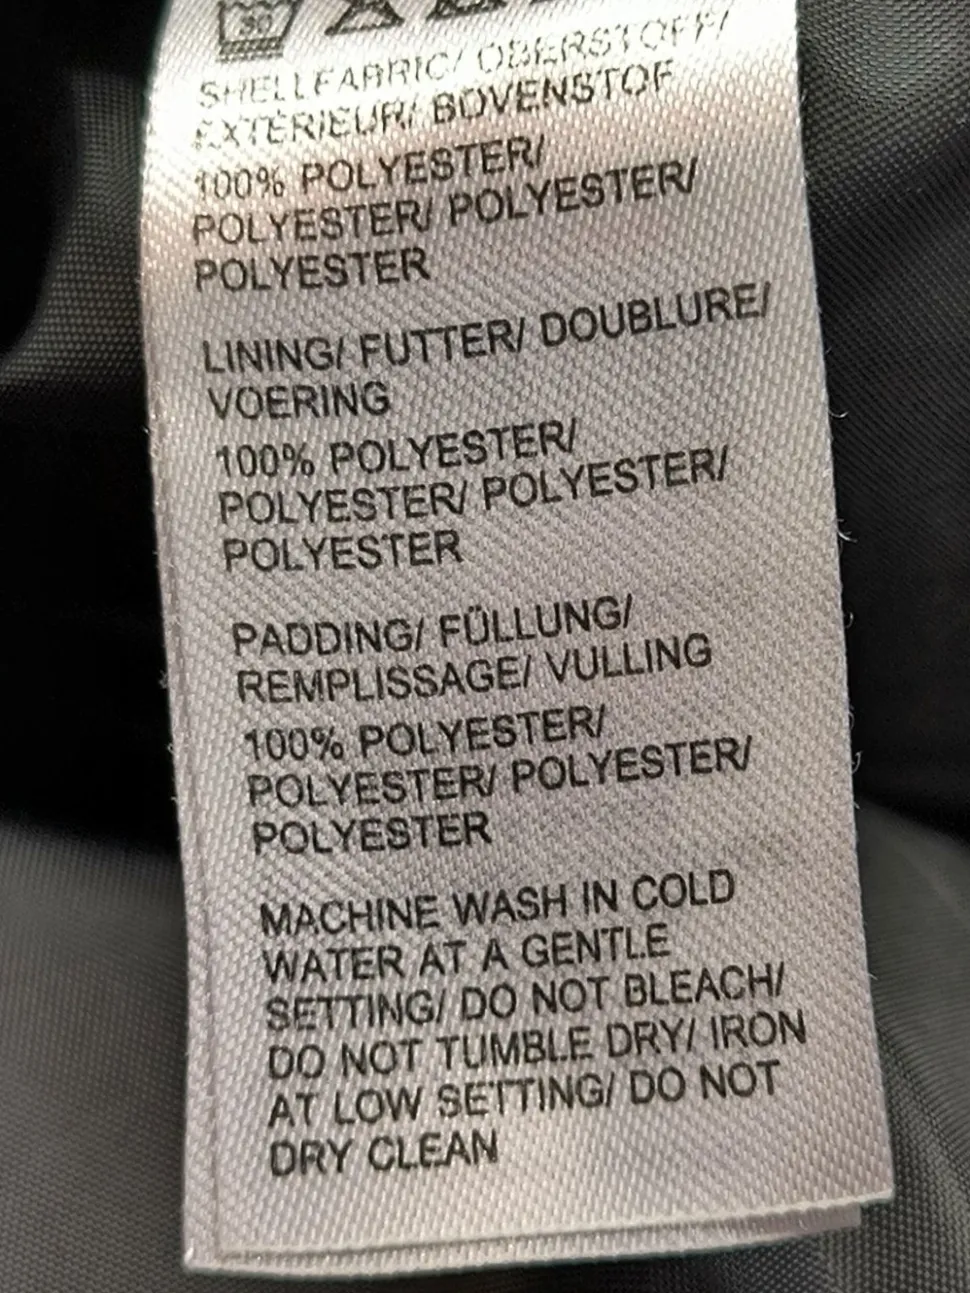 30
SHELLFABRIC/ OBERSTOFF/
EXTÉRIEUR/ BOVENSTOF
100% POLYESTER/
POLYESTER/ POLYESTER/
POLYESTER
LINING/ FUTTER/ DOUBLURE/
VOERING
100% POLYESTER/
POLYESTER/ POLYESTER/
POLYESTER
PADDING/ FÜLLUNG/
REMPLISSAGE/ VULLING
100% POLYESTER/
POLYESTER/ POLYESTER/
POLYESTER
MACHINE WASH IN COLD
WATER AT A GENTLE
SETTING/ DO NOT BLEACH/
DO NOT TUMBLE DRY/ IRON
AT LOW SETTING/ DO NOT
DRY CLEAN